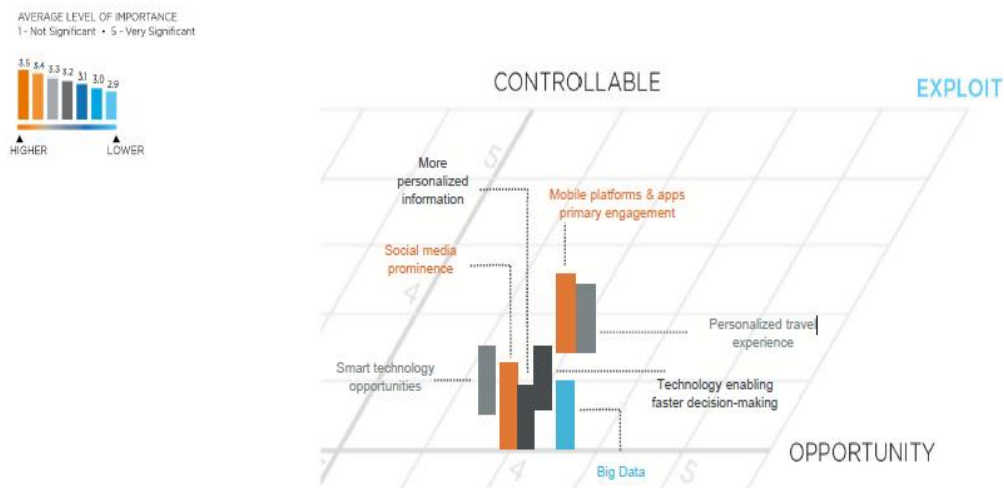 AVERAGE LEVEL OF IMPORTANCE
1 - Not Significant • 5 - Very Significant
3.5 3.4 3.3 3.2 3.1 3.0 2.9
HIGHER LOWER
CONTROLLABLE
EXPLOIT
5
More
personalized
information
Mobile platforms & apps
primary engagement
Social media
prominence
4
Personalized travel
experience
Smart technology
opportunities
Technology enabling
faster decision-making
OPPORTUNITY
4
5
Big Data